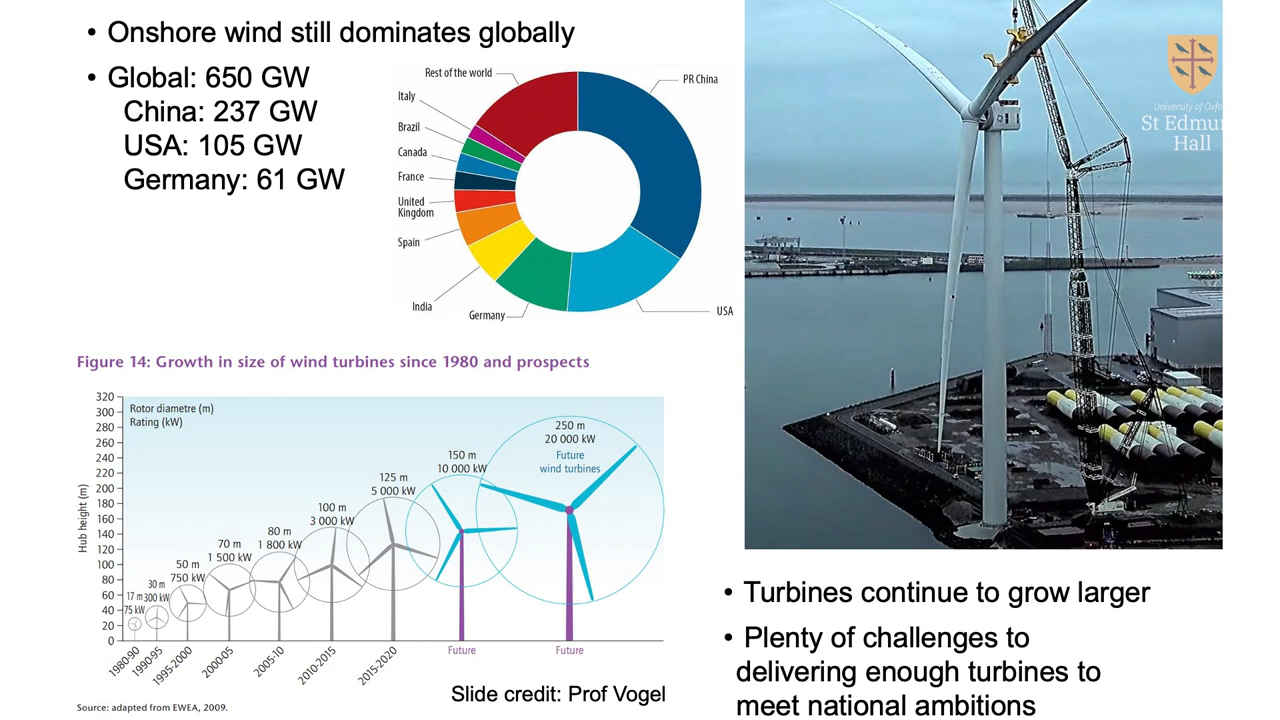 • Onshore wind still dominates globally
• Global: 650 GW
China: 237 GW
USA: 105 GW
Germany: 61 GW
Rest of the world
PR China
Italy
Brazil
Canada
France
United
Kingdom
Spain
India
Germany
USA
University of Oxfo
St Edmu
Hall
Figure 14: Growth in size of wind turbines since 1980 and prospects
Hub height (m)
320
300
280
260
240
220
200
180
160
140
120
100
80
60
40
20
0
Rotor diametre (m)
Rating (kW)
17 m
75 kW
30 m
300 kW
50 m
750 kW
70 m
1 500 kW
80 m
1 800 kW
100 m
3 000 kW
125 m
5 000 kW
150 m
10 000 kW
250 m
20 000 kW
Future
wind turbines
1980-90
1990-95
1995-2000
2000-05
2005-10
2010-2015
2015-2020
Future
Future
Source: adapted from EWEA, 2009.
Slide credit: Prof Vogel
• Turbines continue to grow larger
• Plenty of challenges to
delivering enough turbines to
meet national ambitions